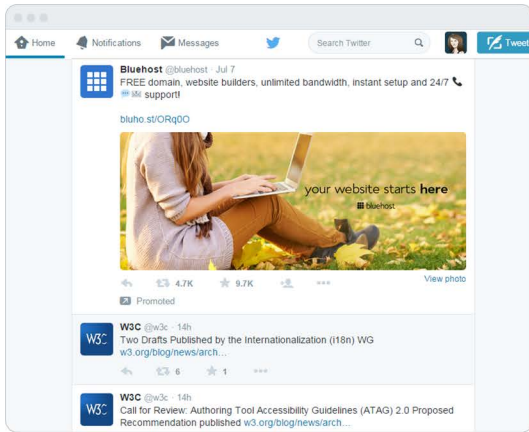 Home Notifications Messages Search Twitter Tweet
Bluehost @bluehost · Jul 7
FREE domain, website builders, unlimited bandwidth, instant setup and 24/7
support!
bluho.st/ORq0O
your website starts here
bluehost
4.7K 9.7K View photo
Promoted
W3C
W3C @w3c · 14h
Two Drafts Published by the Internationalization (i18n) WG
w3.org/blog/news/arch…
6 1
W3C
W3C @w3c · 14h
Call for Review: Authoring Tool Accessibility Guidelines (ATAG) 2.0 Proposed
Recommendation published w3.org/blog/news/arch…